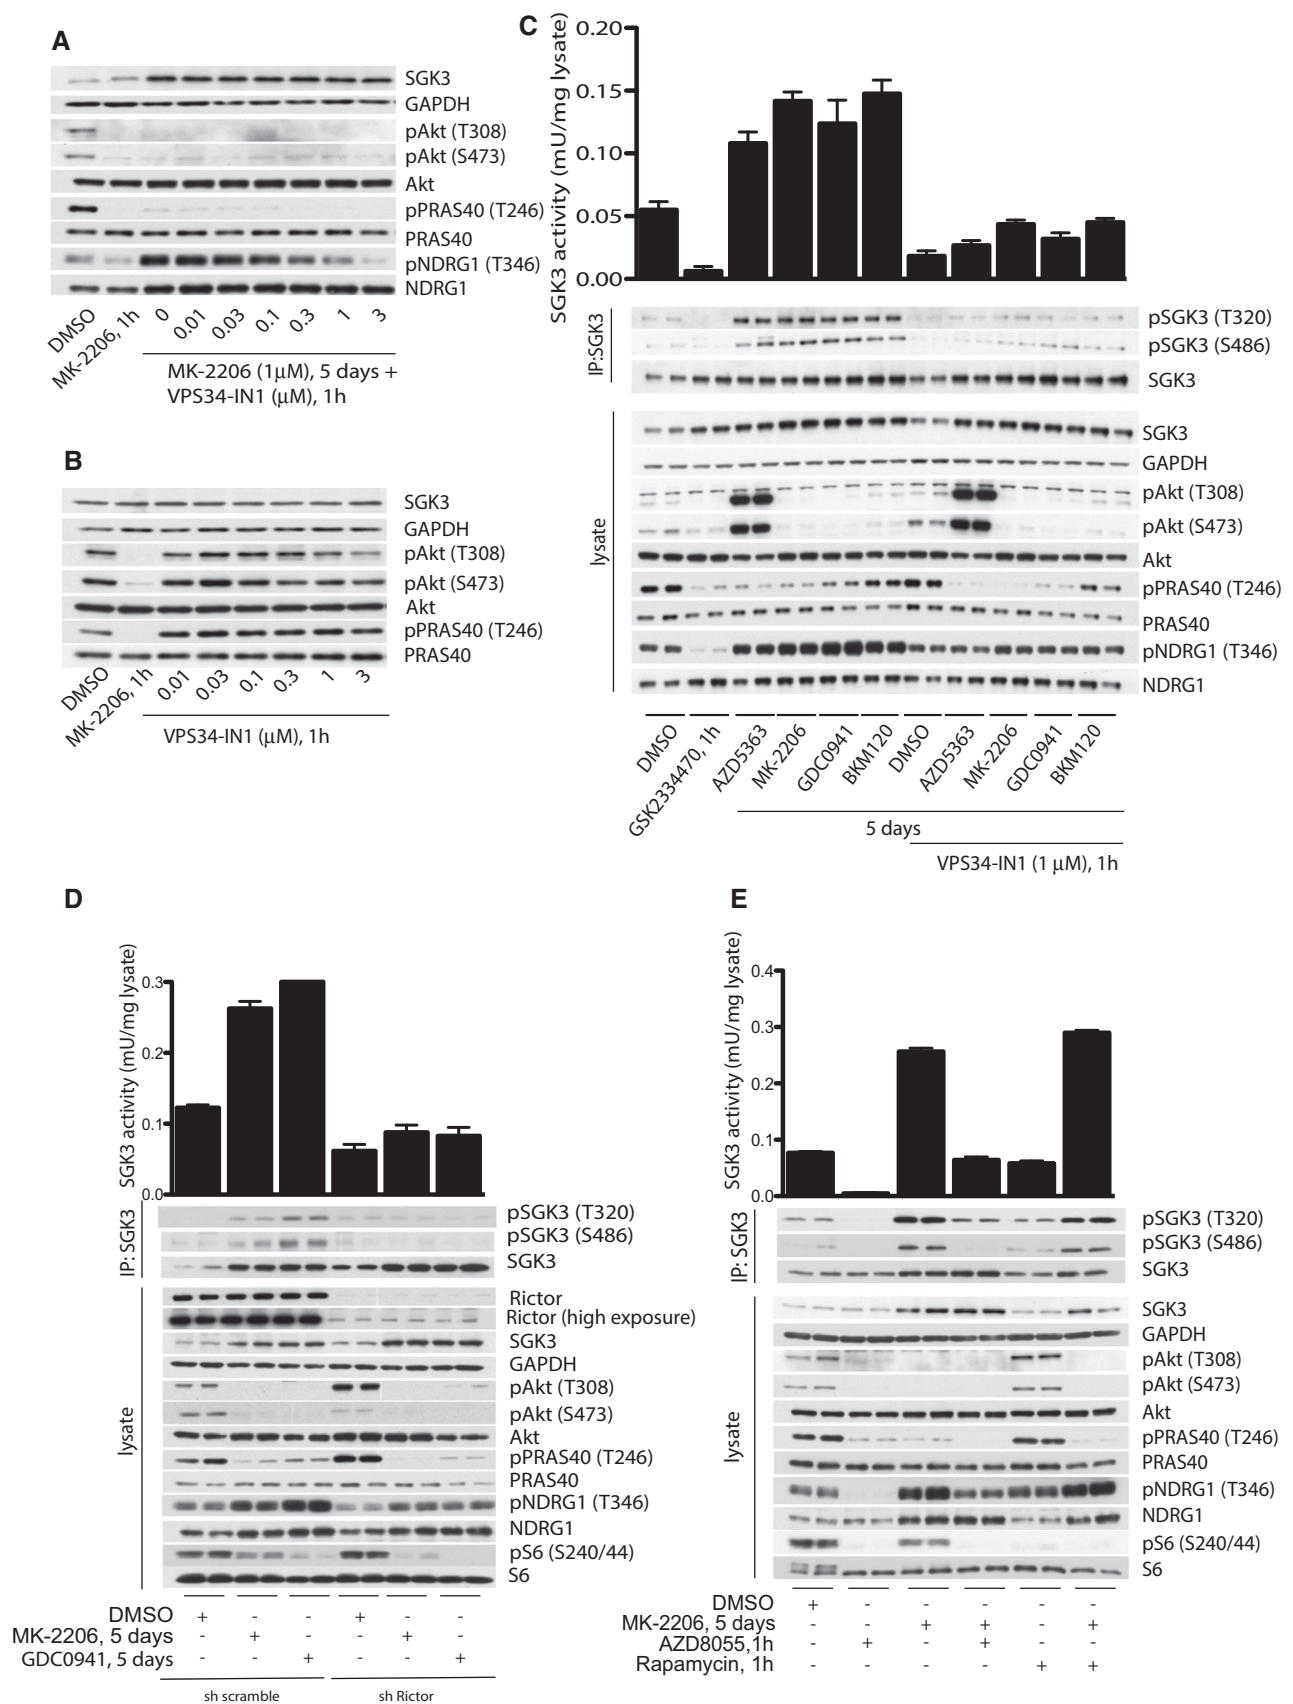 A
SGK3
GAPDH
pAkt (T308)
pAkt (S473)
Akt
pPRAS40 (T246)
PRAS40
pNDRG1 (T346)
NDRG1
DMSO
MK-2206, 1h
0
0.01
0.03
0.1
0.3
1
3
MK-2206 (1μM), 5 days +
VPS34-IN1 (μM), 1h
B
SGK3
GAPDH
pAkt (T308)
pAkt (S473)
Akt
pPRAS40 (T246)
PRAS40
DMSO
MK-2206, 1h
0.01
0.03
0.1
0.3
1
3
VPS34-IN1 (μM), 1h
C
SGK3 activity (mU/mg lysate)
0.20
0.15
0.10
0.05
0.00
IP:SGK3
pSGK3 (T320)
pSGK3 (S486)
SGK3
lysate
SGK3
GAPDH
pAkt (T308)
pAkt (S473)
Akt
pPRAS40 (T246)
PRAS40
pNDRG1 (T346)
NDRG1
DMSO
GSK2334470, 1h
AZD5363
MK-2206
GDC0941
BKM120
DMSO
AZD5363
MK-2206
GDC0941
BKM120
5 days
VPS34-IN1 (1 μM), 1h
D
SGK3 activity (mU/mg lysate)
0.3
0.2
0.1
0.0
IP: SGK3
pSGK3 (T320)
pSGK3 (S486)
SGK3
lysate
Rictor
Rictor (high exposure)
SGK3
GAPDH
pAkt (T308)
pAkt (S473)
Akt
pPRAS40 (T246)
PRAS40
pNDRG1 (T346)
NDRG1
pS6 (S240/44)
S6
DMSO + - - + - -
MK-2206, 5 days - + - - + -
GDC0941, 5 days - - + - - +
sh scramble sh Rictor
E
SGK3 activity (mU/mg lysate)
0.4
0.3
0.2
0.1
0.0
IP: SGK3
pSGK3 (T320)
pSGK3 (S486)
SGK3
lysate
SGK3
GAPDH
pAkt (T308)
pAkt (S473)
Akt
pPRAS40 (T246)
PRAS40
pNDRG1 (T346)
NDRG1
pS6 (S240/44)
S6
DMSO + - - - - -
MK-2206, 5 days - - + + - +
AZD8055,1h - + - + - -
Rapamycin, 1h - - - - + +